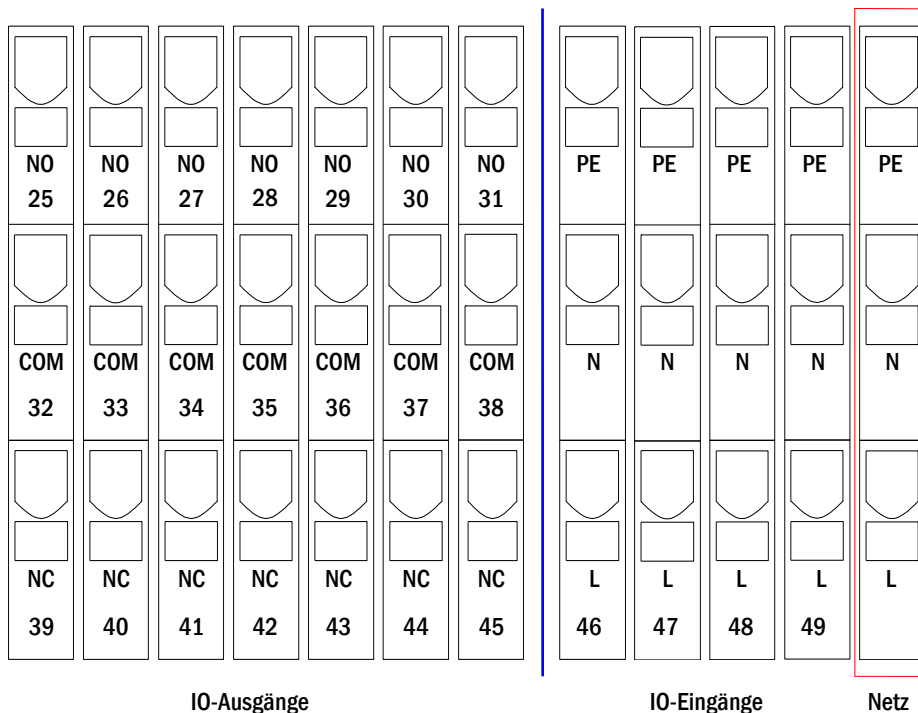 NO NO NO NO NO NO NO PE PE PE PE PE
25 26 27 28 29 30 31
COM COM COM COM COM COM COM N N N N N
32 33 34 35 36 37 38
NC NC NC NC NC NC NC L L L L L
39 40 41 42 43 44 45 46 47 48 49
IO-Ausgänge IO-Eingänge Netz